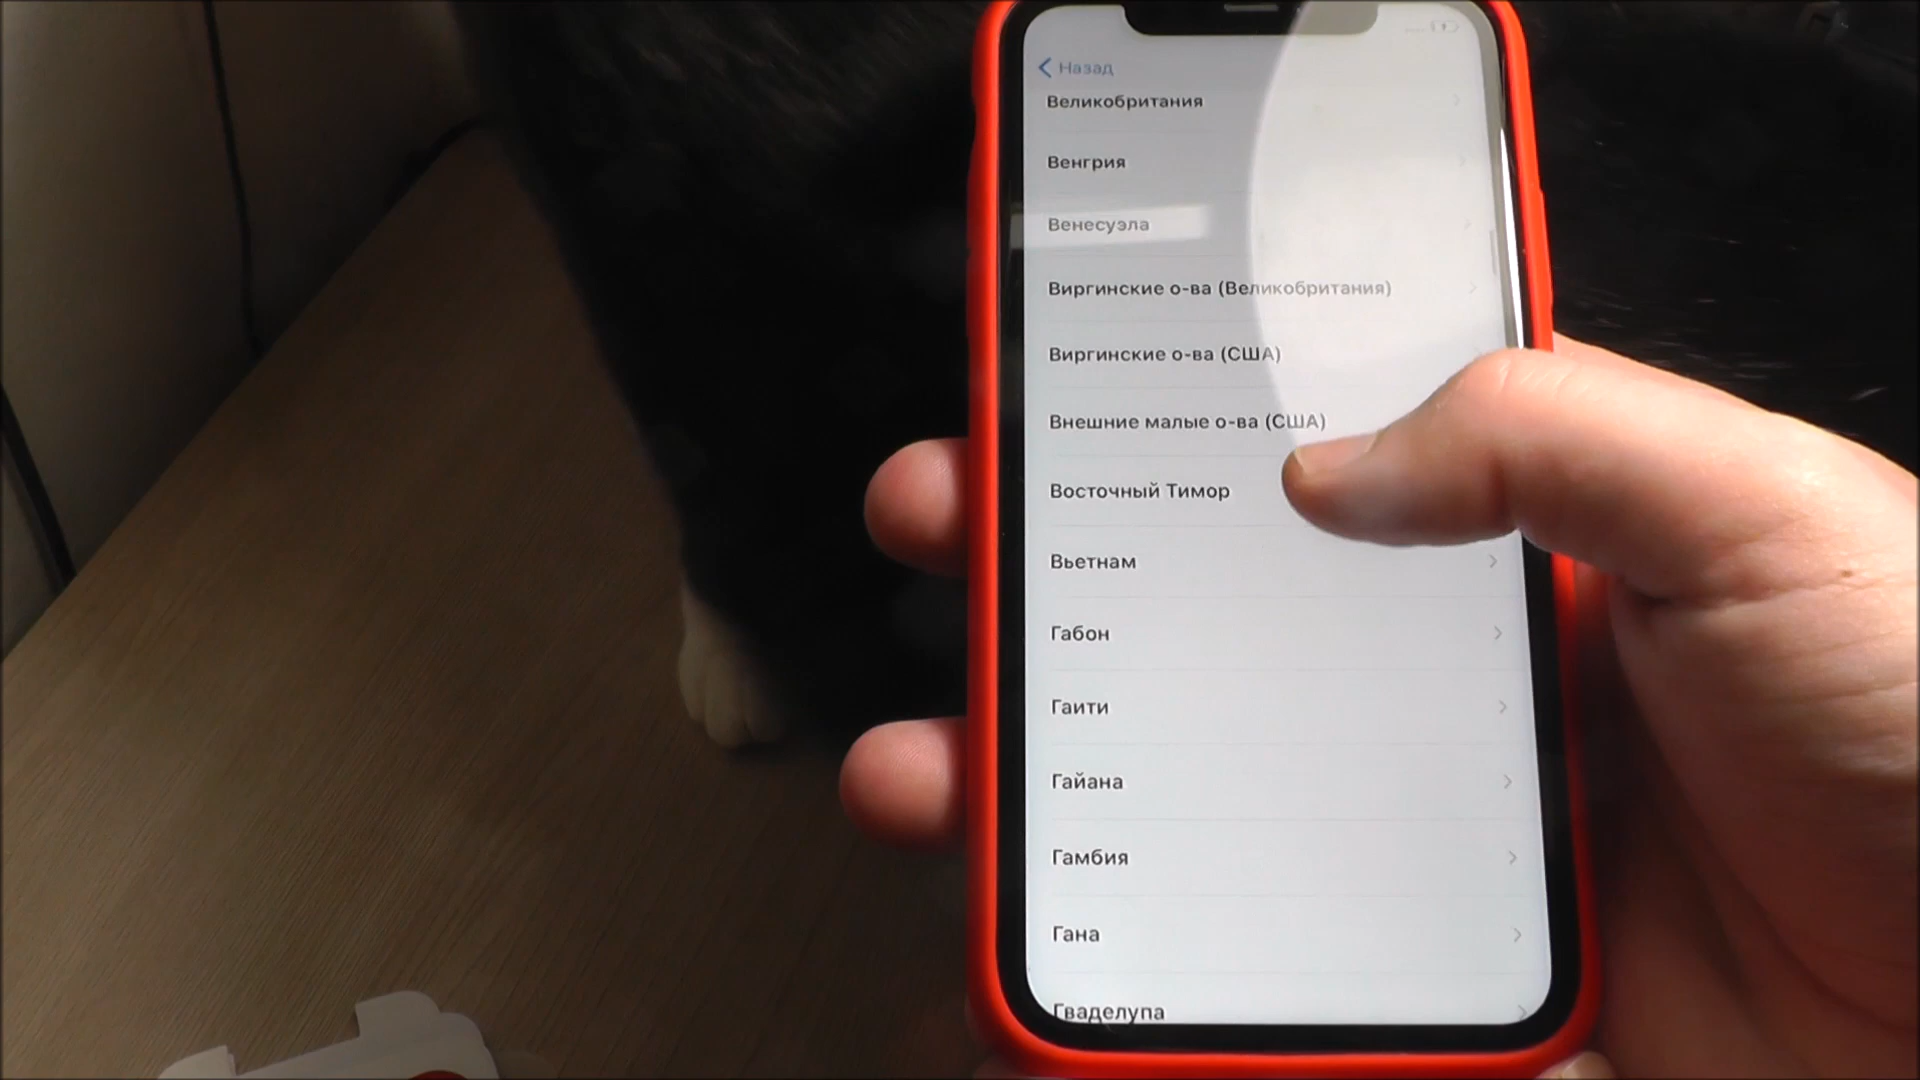 Назад
Великобритания
Венгрия
Венесуэла
Виргинские о-ва (Великобритания)
Виргинские о-ва (США)
Внешние малые о-ва (США)
Восточный Тимор
Вьетнам
Габон
Гаити
Гайана
Гамбия
Гана
Гваделупа